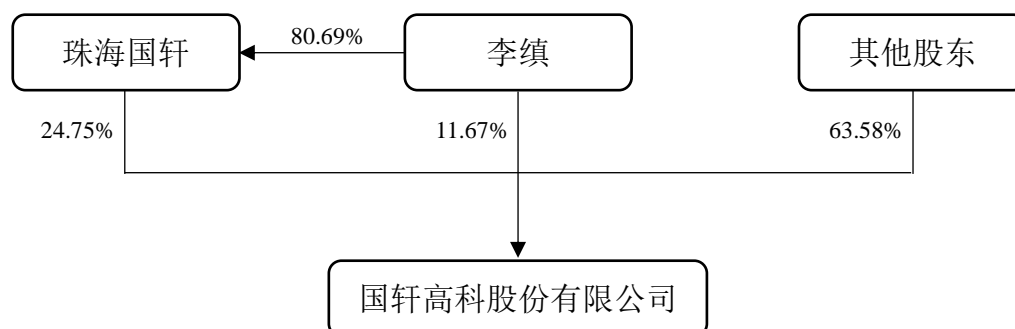 珠海国轩
80.69%
李缜
其他股东
24.75%
11.67%
63.58%
国轩高科股份有限公司